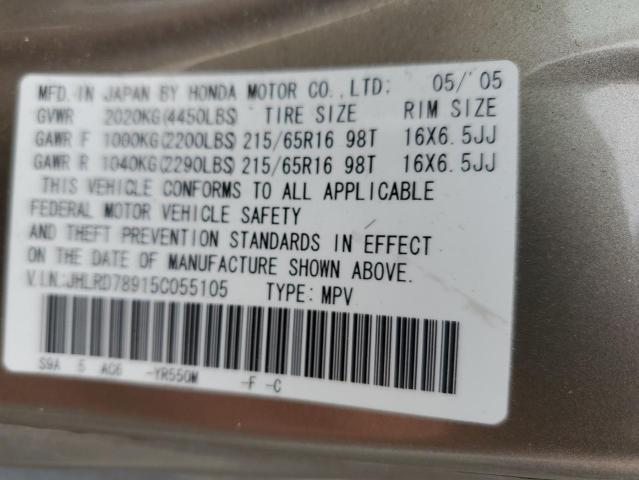 MFD.IN JAPAN BY HONDA MOTOR CO.,LTD: 05/'05
GVWR 2020KG(4450LBS) TIRE SIZE RIM SIZE
GAWR F 1000KG(2200LBS) 215/65R16 98T 16X6.5JJ
GAWR R 1040KG(2290LBS) 215/65R16 98T 16X6.5JJ
THIS VEHICLE CONFORMS TO ALL APPLICABLE
FEDERAL MOTOR VEHICLE SAFETY
AND THEFT PREVENTION STANDARDS IN EFFECT
ON DATE OF MANUFACTURE SHOWN ABOVE.
V.I.N:JHLRD78915C055105 TYPE: MPV
S9A 5 A06 -YR550M -F -C